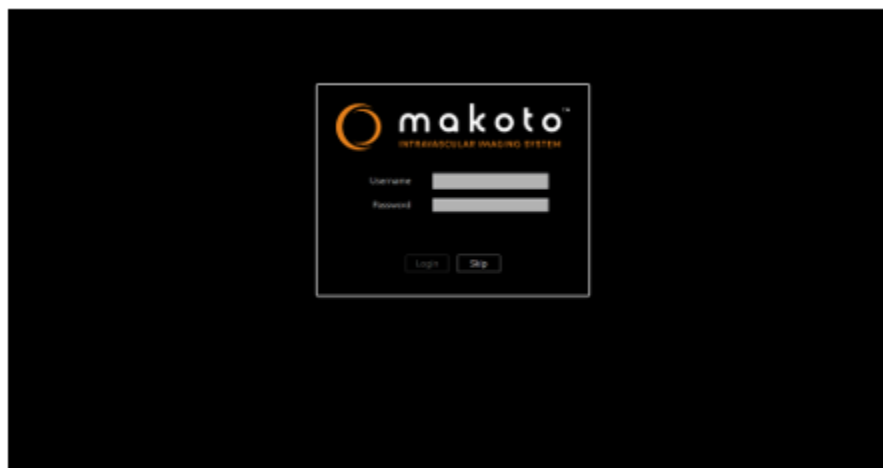 makoto™
INTRAVASCULAR IMAGING SYSTEM
Username
Password
Login Skip